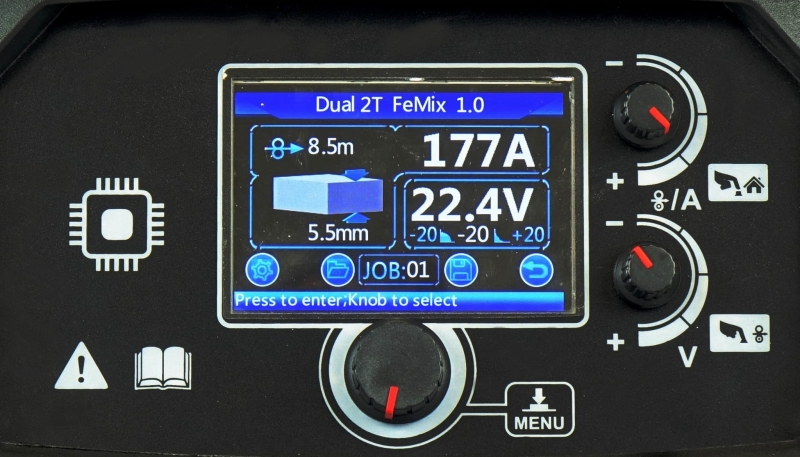 Dual 2T FeMix 1.0
8.5m
177A
22.4V
5.5mm
-20 -20 +20
JOB:01
Press to enter;Knob to select
− 
+
/A
−
+
V
MENU